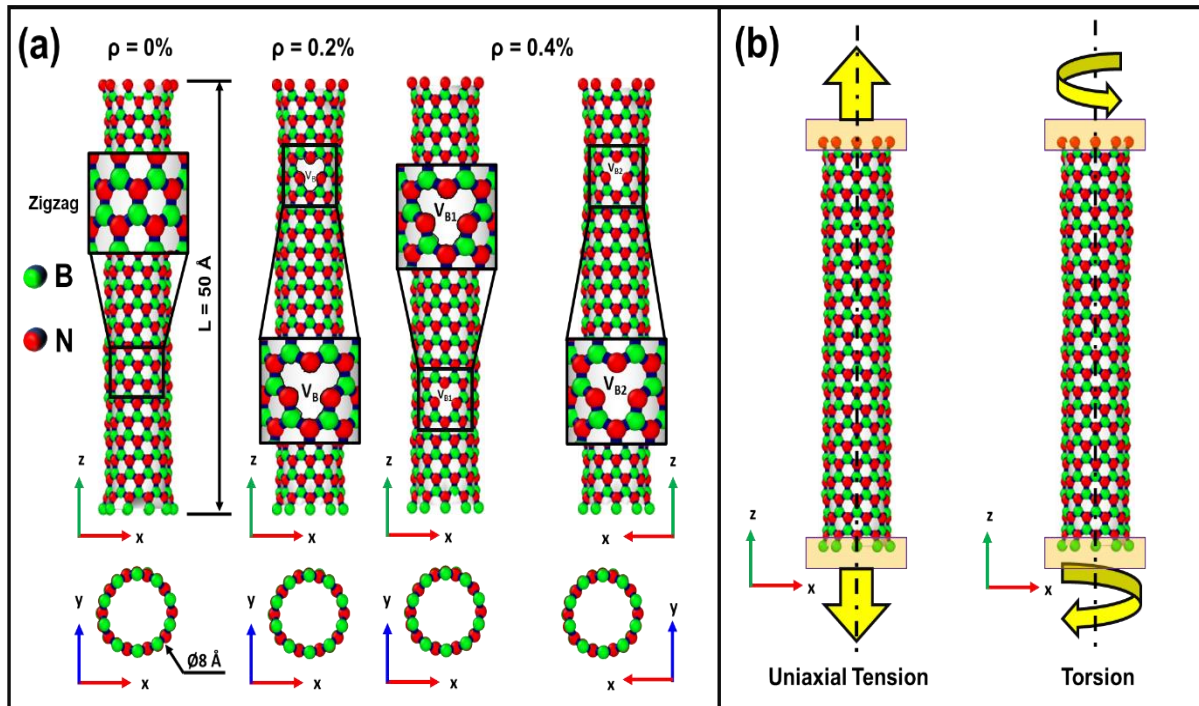 (a)
ρ = 0%
ρ = 0.2%
ρ = 0.4%
Zigzag
B
N
L = 50 Å
V_B
V_B
V_B1
V_B1
V_B2
V_B2
z
x
z
x
z
x
z
x
y
x
Ø8 Å
y
x
y
x
y
x
(b)
z
x
z
x
Uniaxial Tension
Torsion